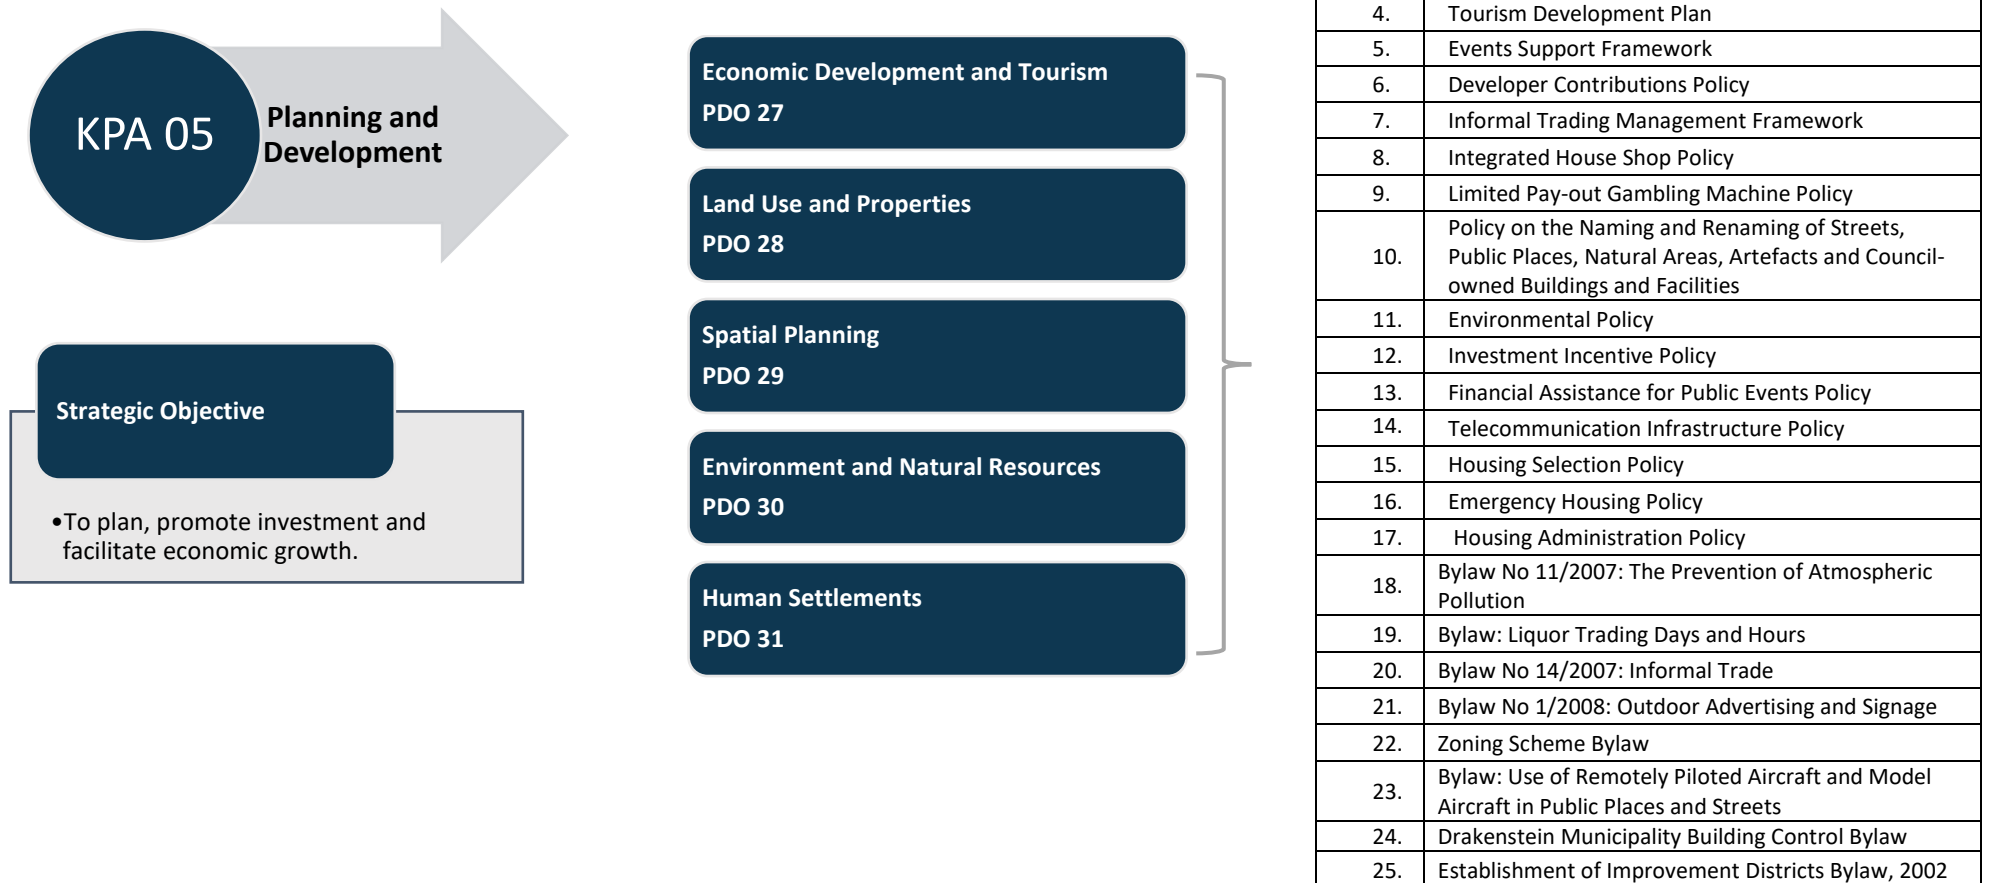 KPA 05
Planning and
Development
Strategic Objective
•To plan, promote investment and
facilitate economic growth.
Economic Development and Tourism
PDO 27
Land Use and Properties
PDO 28
Spatial Planning
PDO 29
Environment and Natural Resources
PDO 30
Human Settlements
PDO 31
4. Tourism Development Plan
5. Events Support Framework
6. Developer Contributions Policy
7. Informal Trading Management Framework
8. Integrated House Shop Policy
9. Limited Pay-out Gambling Machine Policy
10. Policy on the Naming and Renaming of Streets,
Public Places, Natural Areas, Artefacts and Council-
owned Buildings and Facilities
11. Environmental Policy
12. Investment Incentive Policy
13. Financial Assistance for Public Events Policy
14. Telecommunication Infrastructure Policy
15. Housing Selection Policy
16. Emergency Housing Policy
17. Housing Administration Policy
18. Bylaw No 11/2007: The Prevention of Atmospheric
Pollution
19. Bylaw: Liquor Trading Days and Hours
20. Bylaw No 14/2007: Informal Trade
21. Bylaw No 1/2008: Outdoor Advertising and Signage
22. Zoning Scheme Bylaw
23. Bylaw: Use of Remotely Piloted Aircraft and Model
Aircraft in Public Places and Streets
24. Drakenstein Municipality Building Control Bylaw
25. Establishment of Improvement Districts Bylaw, 2002